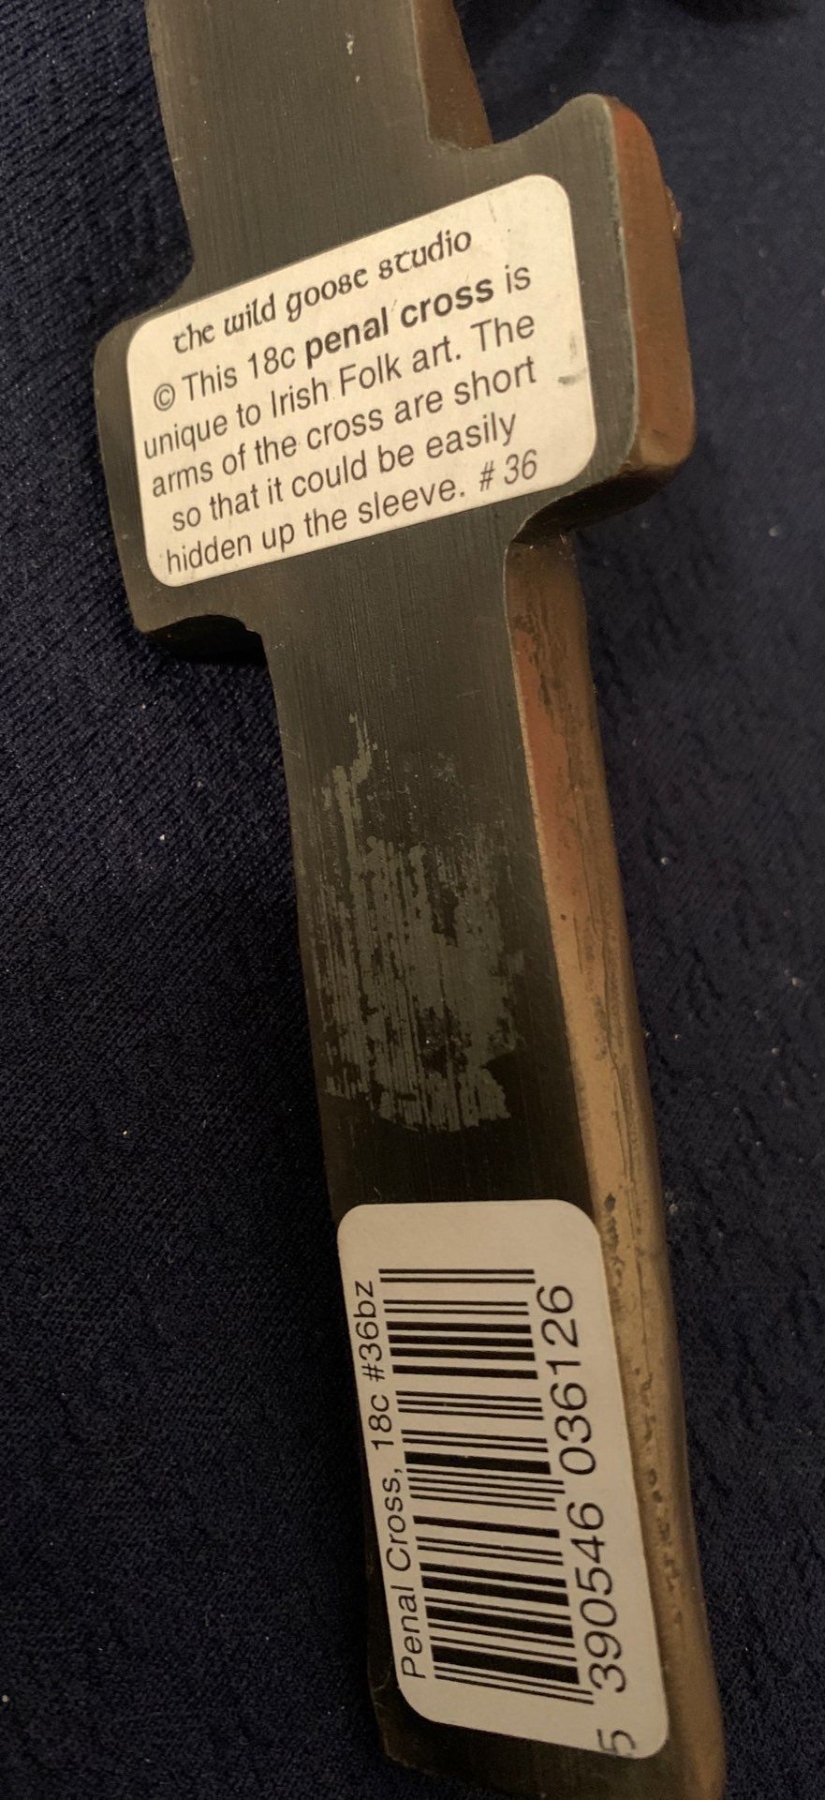 the wild goose studio
© This 18c penal cross is
unique to Irish Folk art. The
arms of the cross are short
so that it could be easily
hidden up the sleeve. # 36
Penal Cross, 18c #36bz
5 390546 036126